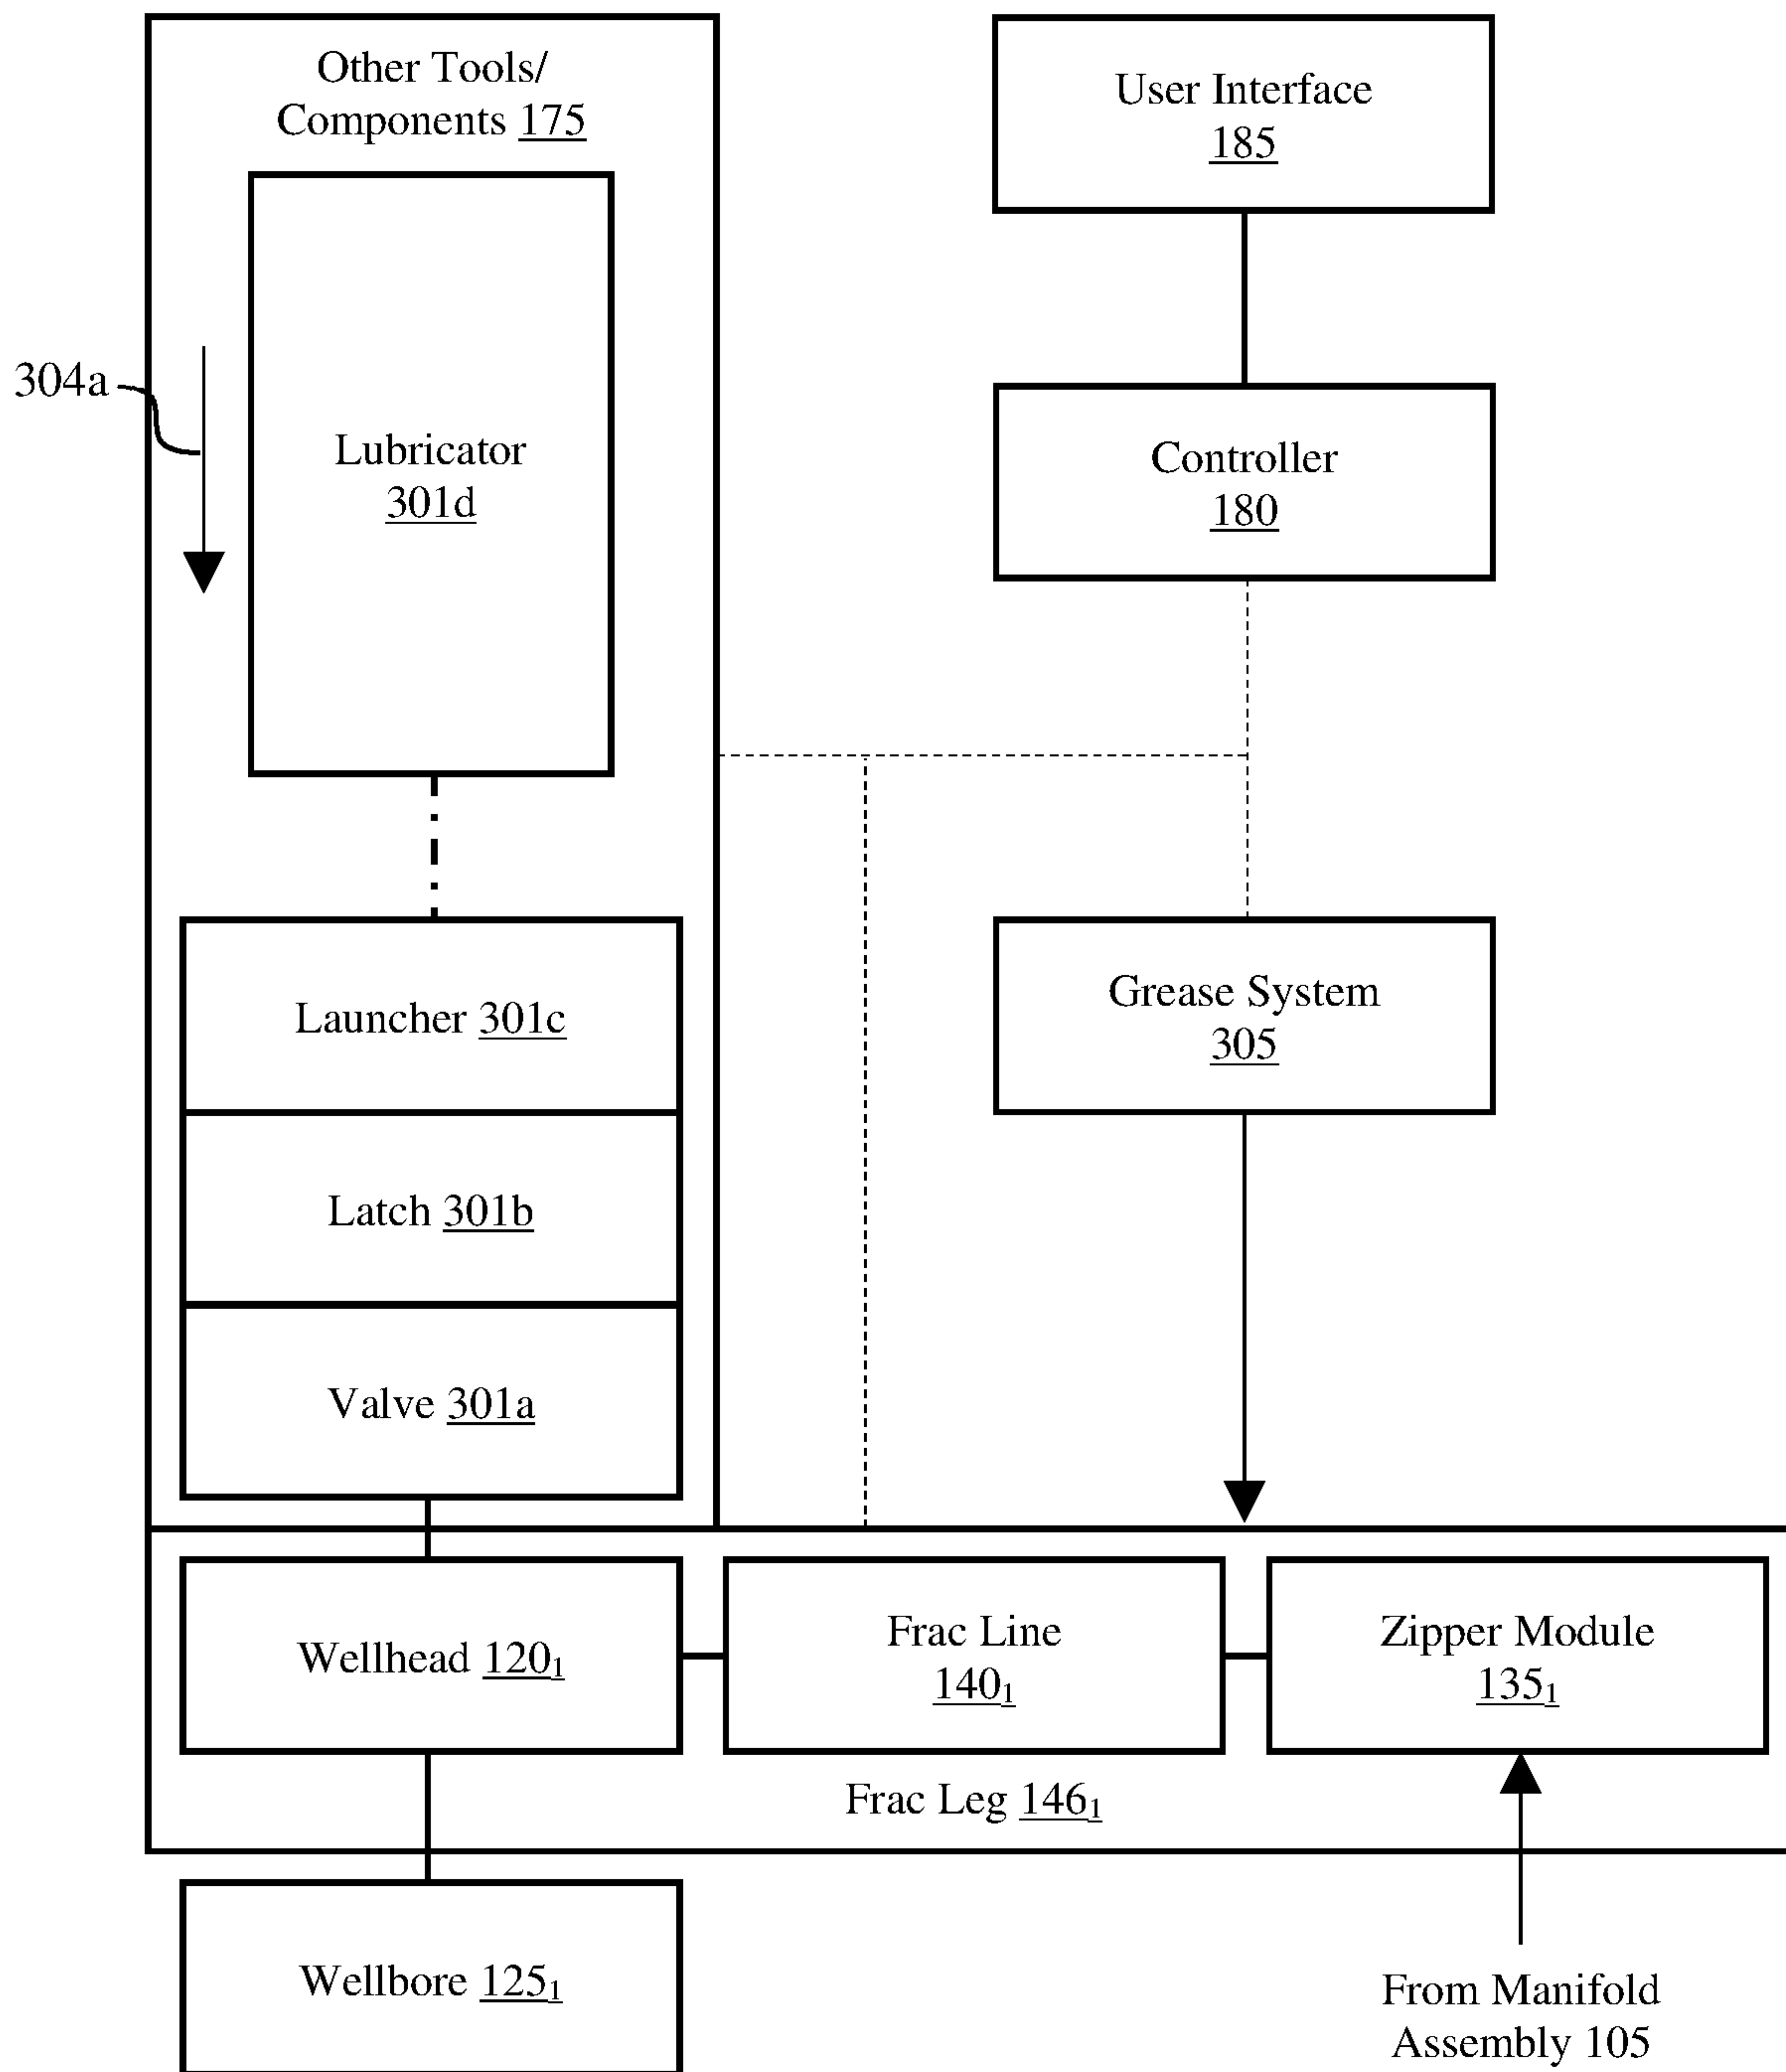 Other Tools/
Components 175
User Interface
185
304a
Lubricator
301d
Controller
180
Launcher 301c
Grease System
305
Latch 301b
Valve 301a
Wellhead 120₁
Frac Line
140₁
Zipper Module
135₁
Frac Leg 146₁
Wellbore 125₁
From Manifold
Assembly 105